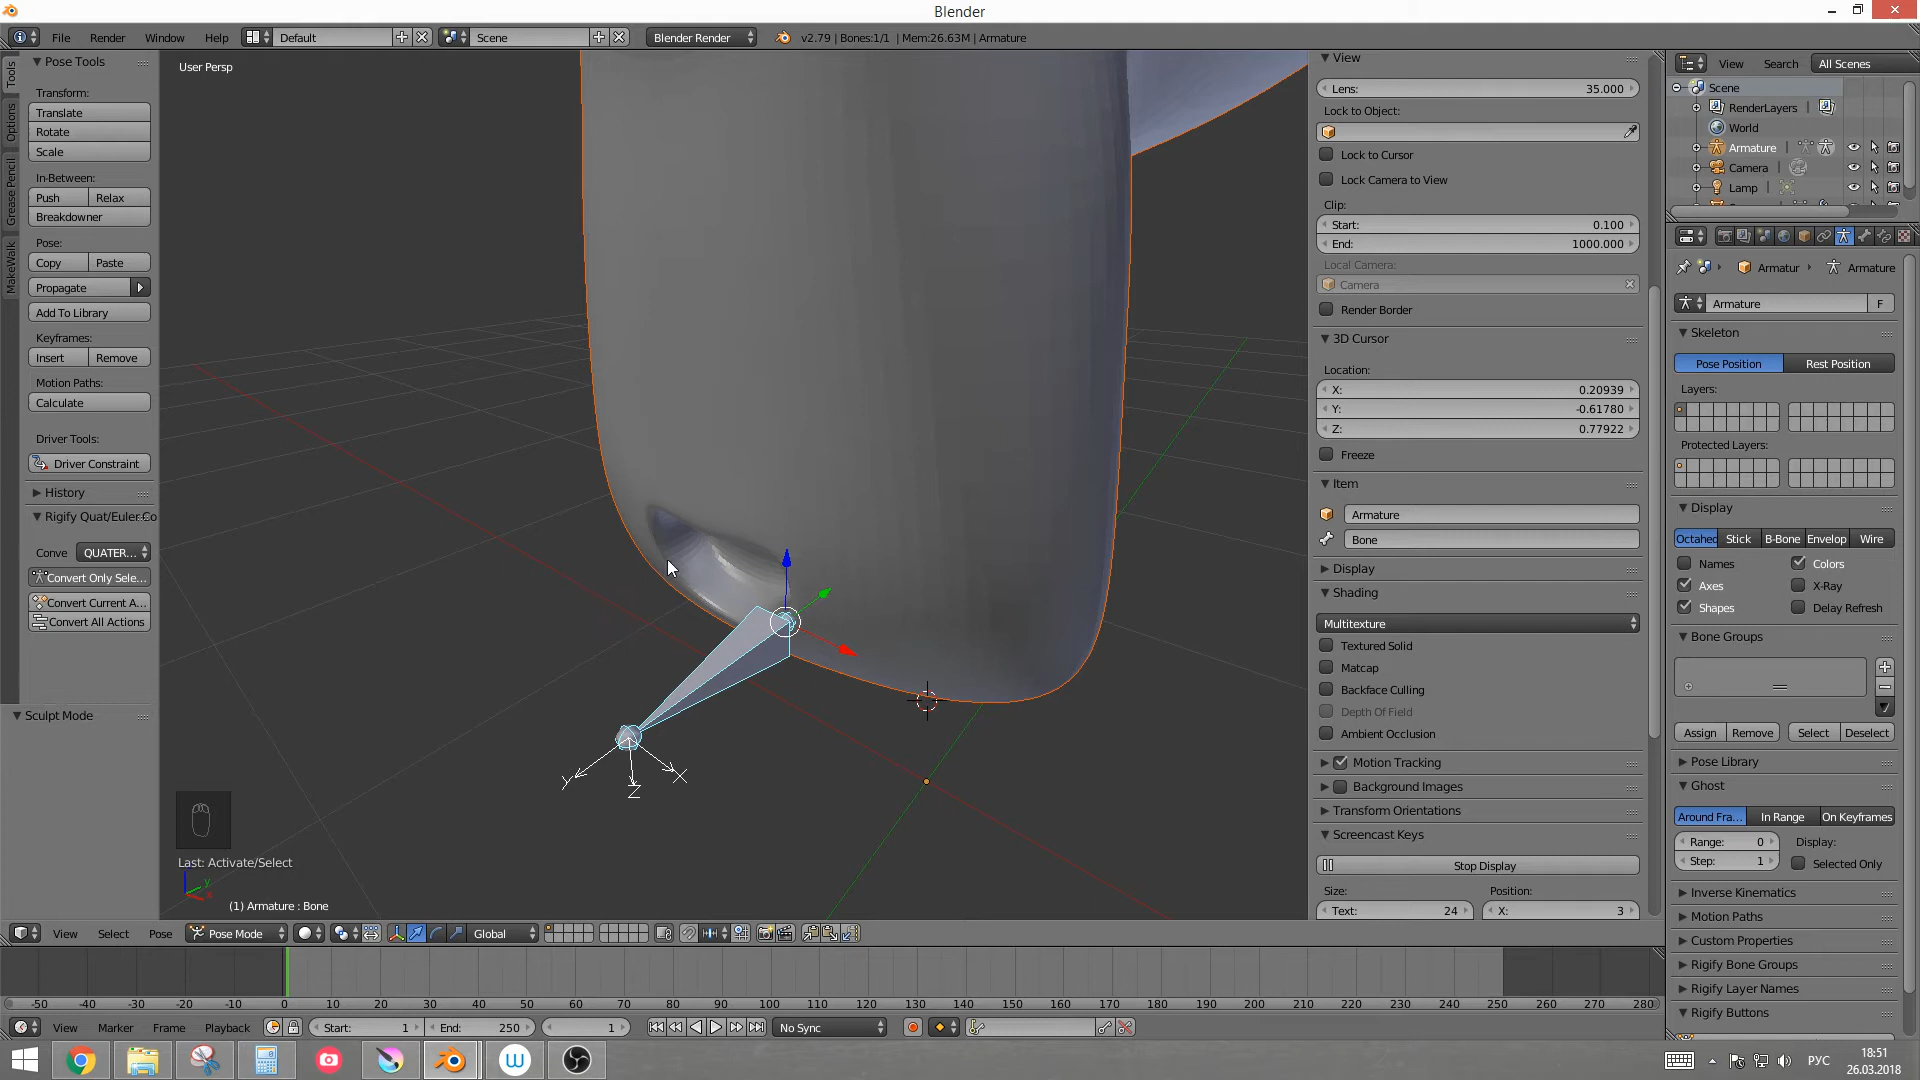 Blender
File Render Window Help Default Scene Blender Render v2.79 | Bones:1/1 | Mem:26.63M | Armature
Tools
Options
Grease Pencil
MakeWalk
Pose Tools
Transform:
Translate
Rotate
Scale
In-Between:
Push Relax
Breakdowner
Pose:
Copy Paste
Propagate
Add To Library
Keyframes:
Insert Remove
Motion Paths:
Calculate
Driver Tools:
Driver Constraint
History
Rigify Quat/Euler Co
Conve QUATER...
Convert Only Sele...
Convert Current A...
Convert All Actions
Sculpt Mode
User Persp
Y
Z
X
Last: Activate/Select
(1) Armature : Bone
View
Lens: 35.000
Lock to Object:
Lock to Cursor
Lock Camera to View
Clip:
Start: 0.100
End: 1000.000
Local Camera:
Camera
Render Border
3D Cursor
Location:
X: 0.20939
Y: -0.61780
Z: 0.77922
Freeze
Item
Armature
Bone
Display
Shading
Multitexture
Textured Solid
Matcap
Backface Culling
Depth Of Field
Ambient Occlusion
Motion Tracking
Background Images
Transform Orientations
Screencast Keys
Stop Display
Size: Position:
Text: 24 X: 3
View Search All Scenes
Scene
RenderLayers
World
Armature
Camera
Lamp
Armatur Armature
Armature F
Skeleton
Pose Position Rest Position
Layers:
Protected Layers:
Display
Octahed Stick B-Bone Envelop Wire
Names Colors
Axes X-Ray
Shapes Delay Refresh
Bone Groups
Assign Remove Select Deselect
Pose Library
Ghost
Around Fra... In Range On Keyframes
Range: 0 Display:
Step: 1 Selected Only
Inverse Kinematics
Motion Paths
Custom Properties
Rigify Bone Groups
Rigify Layer Names
Rigify Buttons
View Select Pose Pose Mode Global
-50 -40 -30 -20 -10 0 10 20 30 40 50 60 70 80 90 100 110 120 130 140 150 160 170 180 190 200 210 220 230 240 250 260 270 280
View Marker Frame Playback Start: 1 End: 250 1 No Sync
РУС
18:51
26.03.2018